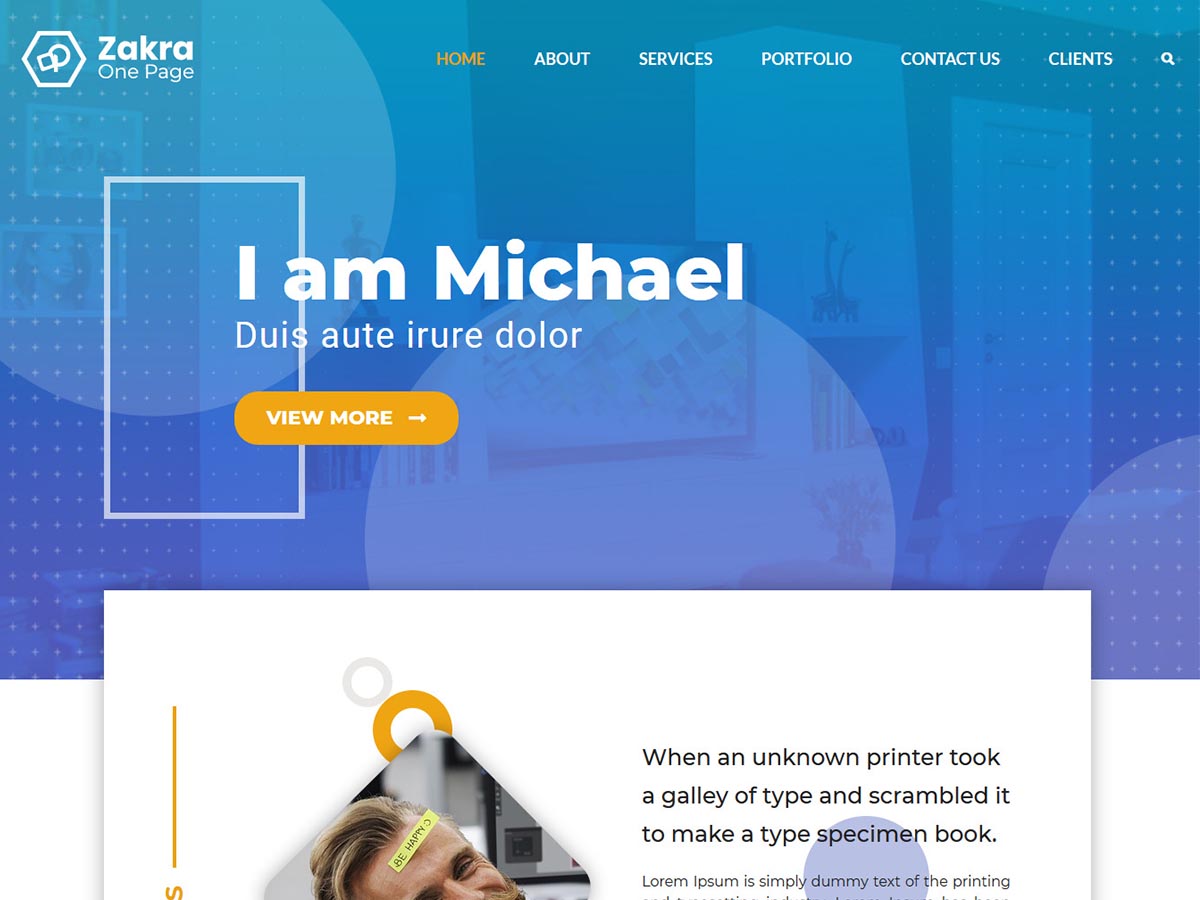 Zakra
One Page
HOME ABOUT SERVICES PORTFOLIO CONTACT US CLIENTS
I am Michael
Duis aute irure dolor
VIEW MORE
BE HAPPY
When an unknown printer took
a galley of type and scrambled it
to make a type specimen book.
Lorem Ipsum is simply dummy text of the printing